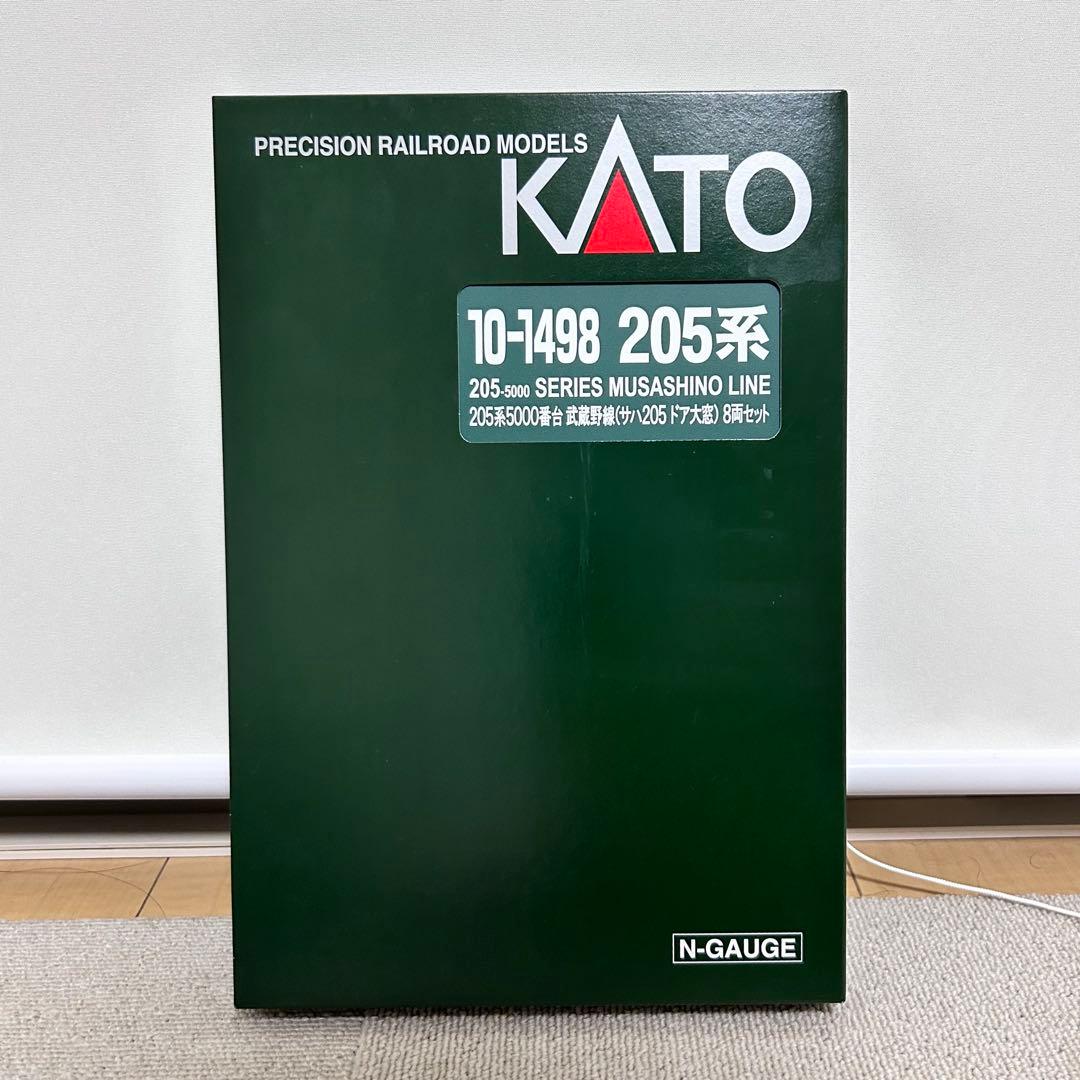 PRECISION RAILROAD MODELS
KATO
10-1498 205系
205-5000 SERIES MUSASHINO LINE
205系5000番台 武蔵野線(サハ205 ドア大窓) 8両セット
N-GAUGE